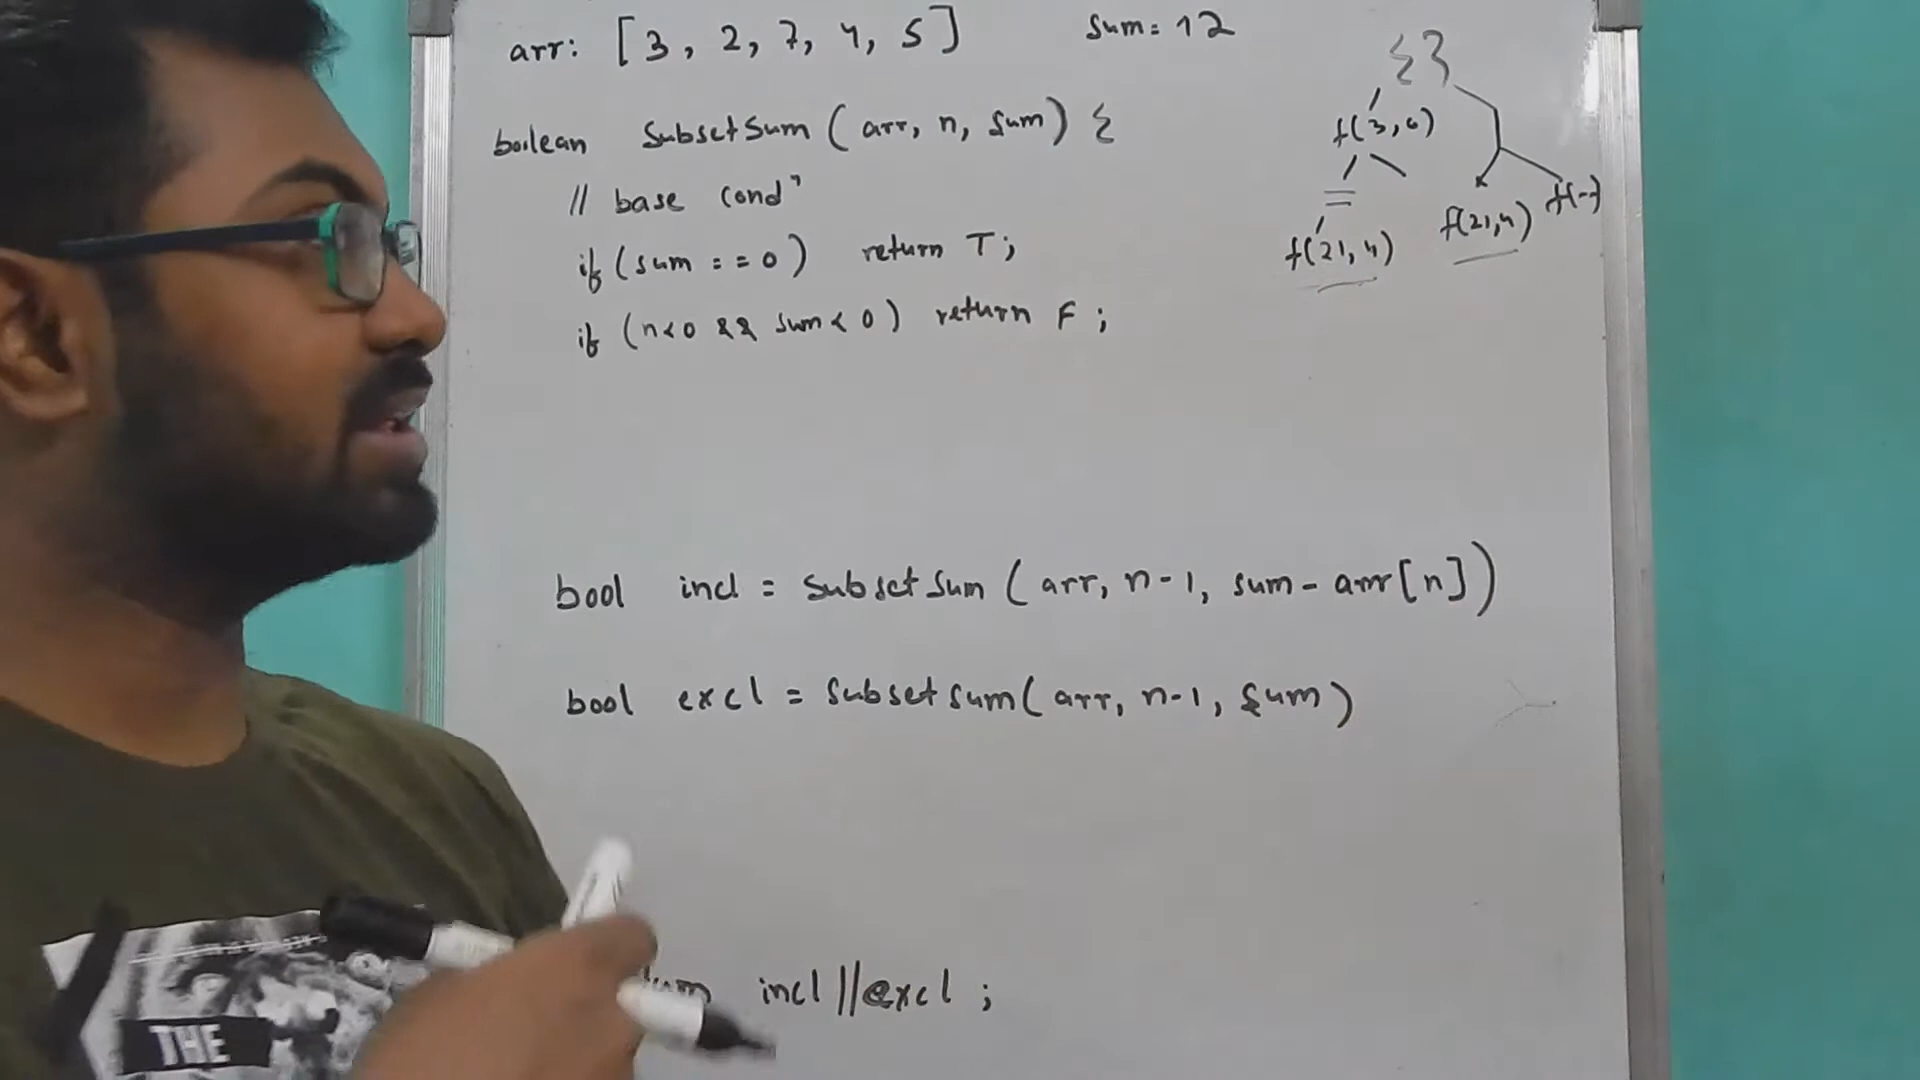 arr: [3, 2, 7, 4, 5] sum = 12
boolean SubsetSum (arr, n, sum) {
// base condⁿ
if (sum == 0) return T;
if (n<0 && sum<0) return F;
bool incl = SubsetSum (arr, n-1, sum - arr[n])
bool excl = subsetsum (arr, n-1, sum)
incl || excl ;
{}
f(3,6)
f(21,4) f(21,4) f(-)
THE